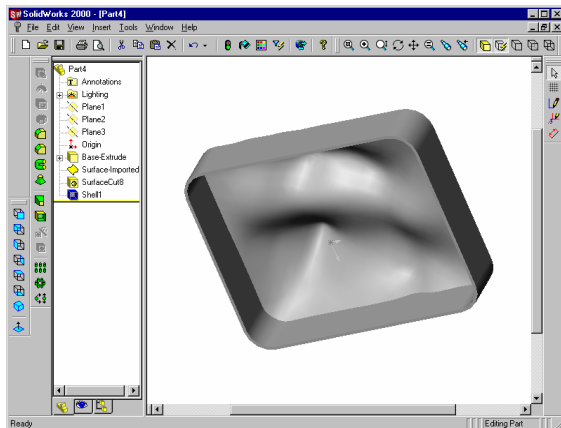 SolidWorks 2000 - [Part4]
File Edit View Insert Tools Window Help
Part4
Annotations
Lighting
Plane1
Plane2
Plane3
Origin
Base-Extrude
Surface-Imported
SurfaceCut8
Shell1
Ready
Editing Part